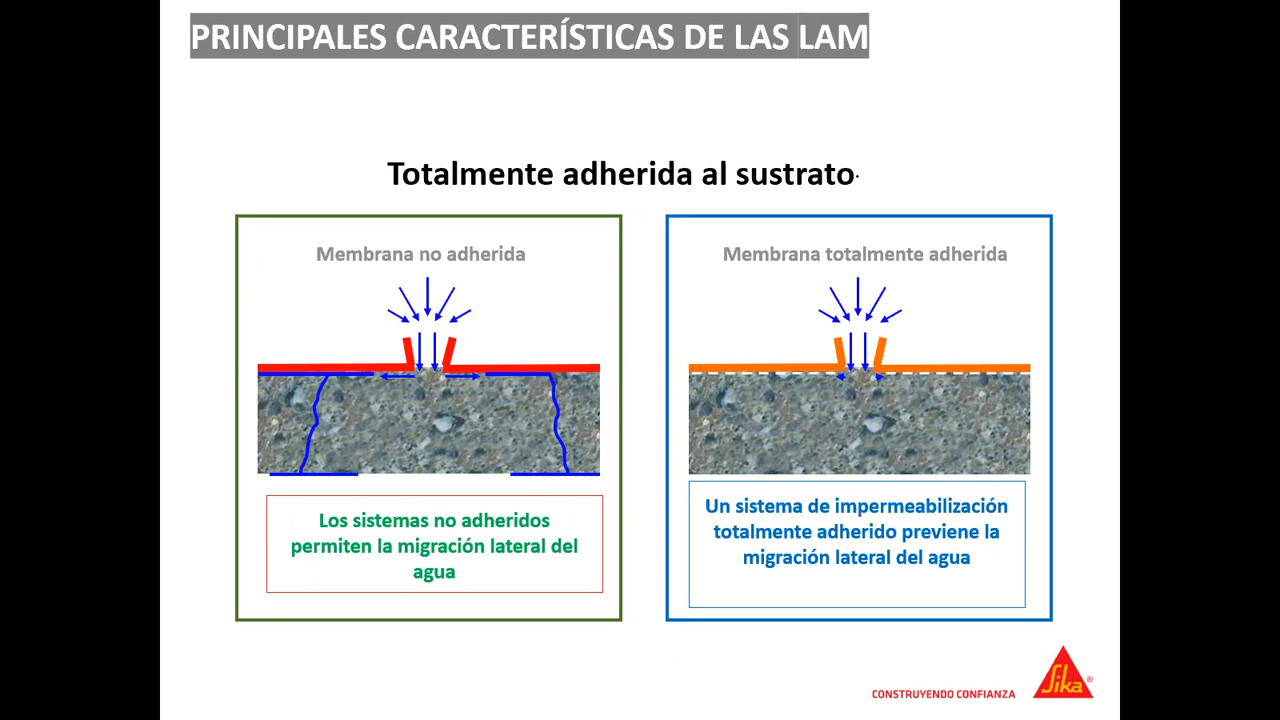 PRINCIPALES CARACTERÍSTICAS DE LAS LAM
Totalmente adherida al sustrato.
Membrana no adherida
Los sistemas no adheridos
permiten la migración lateral del
agua
Membrana totalmente adherida
Un sistema de impermeabilización
totalmente adherido previene la
migración lateral del agua
CONSTRUYENDO CONFIANZA
Sika®